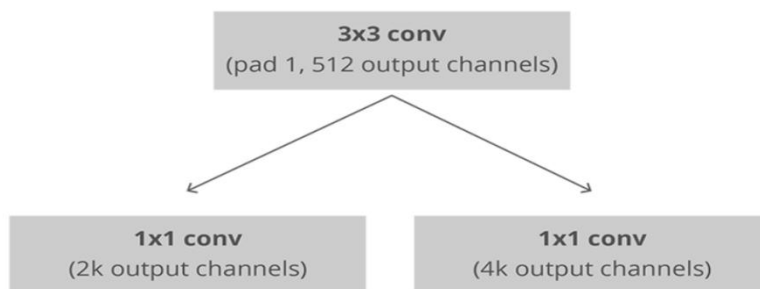 3x3 conv
(pad 1, 512 output channels)
1x1 conv
(2k output channels)
1x1 conv
(4k output channels)